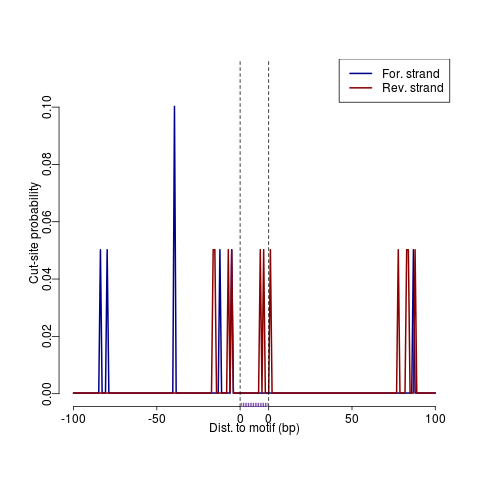 For. strand
Rev. strand
Cut-site probability
0.10
0.08
0.06
0.04
0.02
0.00
-100 -50 0 0 50 100
Dist. to motif (bp)